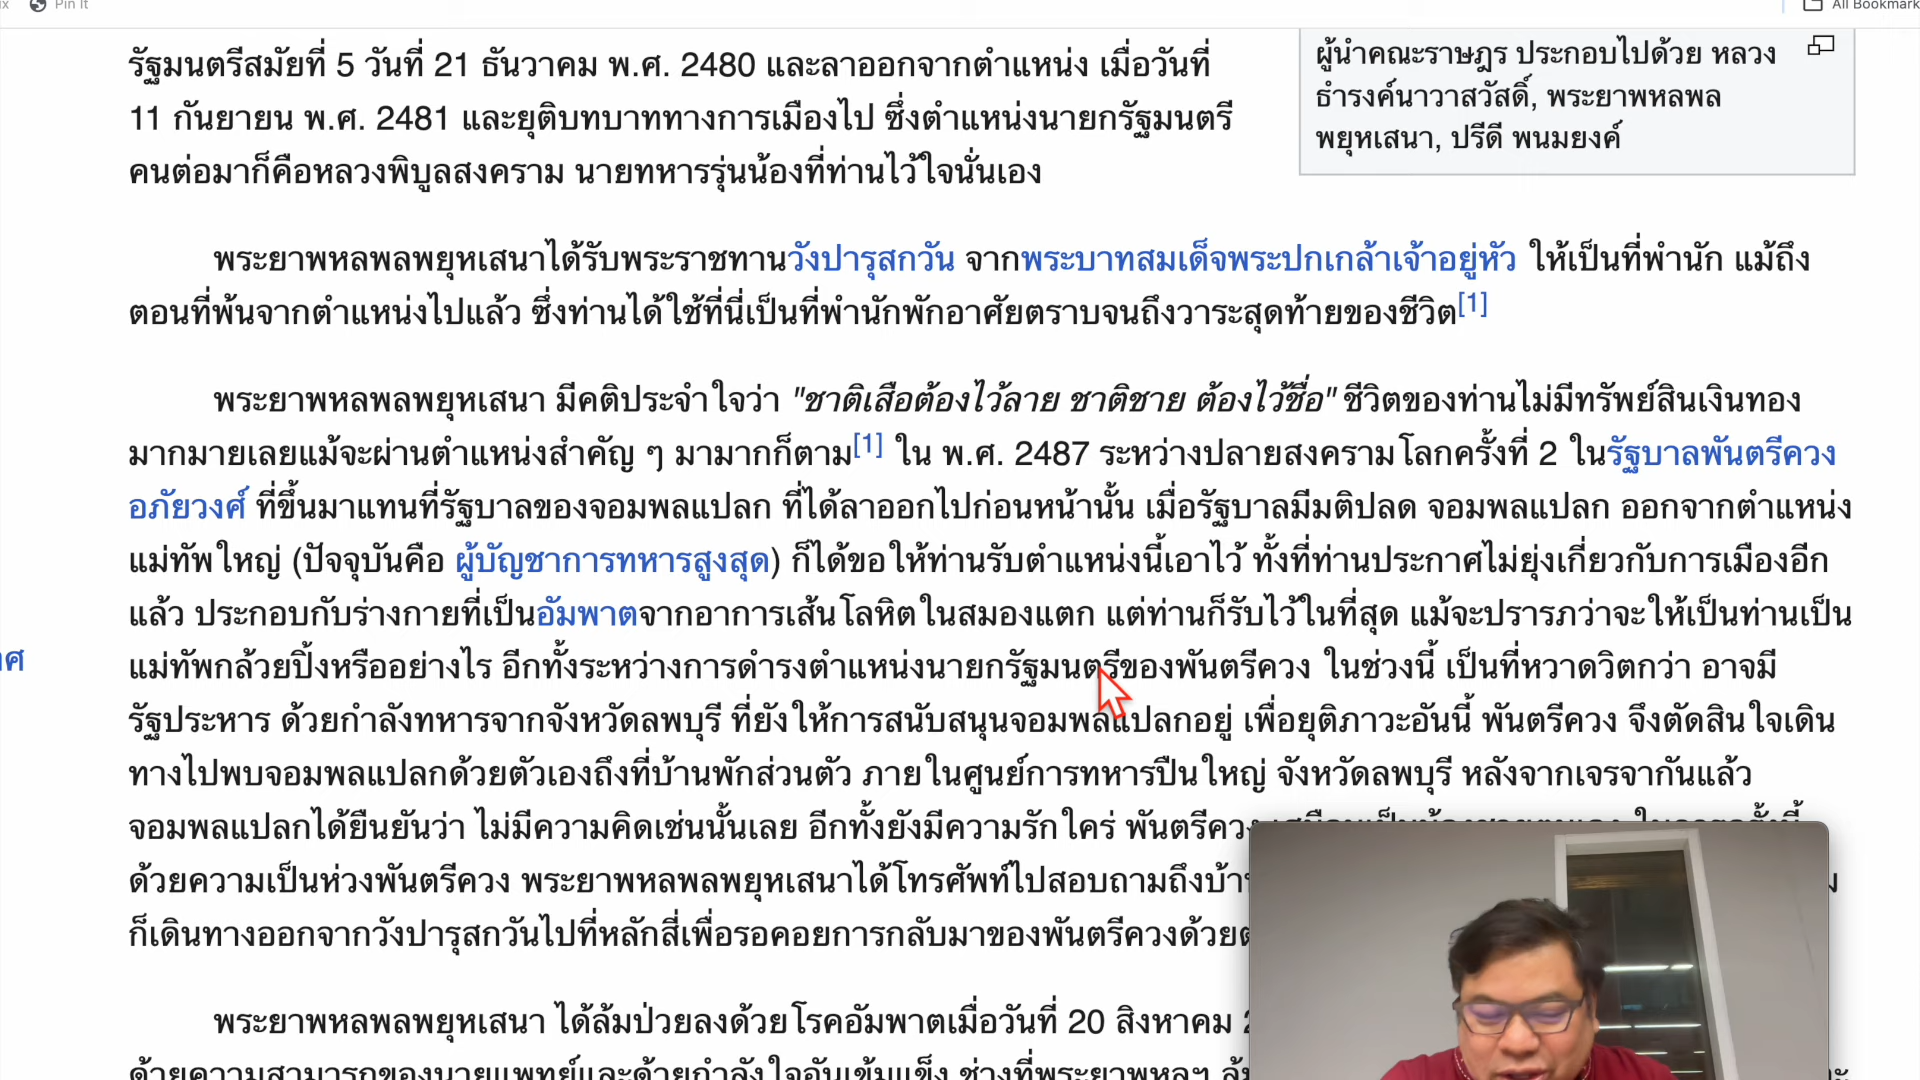 Pin It
All Bookmark
รัฐมนตรีสมัยที่ 5 วันที่ 21 ธันวาคม พ.ศ. 2480 และลาออกจากตำแหน่ง เมื่อวันที่
11 กันยายน พ.ศ. 2481 และยุติบทบาททางการเมืองไป ซึ่งตำแหน่งนายกรัฐมนตรี
คนต่อมาก็คือหลวงพิบูลสงคราม นายทหารรุ่นน้องที่ท่านไว้ใจนั่นเอง
ผู้นำคณะราษฎร ประกอบไปด้วย หลวง
ธำรงค์นาวาสวัสดิ์, พระยาพหลพล
พยุหเสนา, ปรีดี พนมยงค์
พระยาพหลพลพยุหเสนาได้รับพระราชทานวังปารุสกวัน จากพระบาทสมเด็จพระปกเกล้าเจ้าอยู่หัว ให้เป็นที่พำนัก แม้ถึง
ตอนที่พ้นจากตำแหน่งไปแล้ว ซึ่งท่านได้ใช้ที่นี่เป็นที่พำนักพักอาศัยตราบจนถึงวาระสุดท้ายของชีวิต[1]
พระยาพหลพลพยุหเสนา มีคติประจำใจว่า "ชาติเสือต้องไว้ลาย ชาติชาย ต้องไว้ชื่อ" ชีวิตของท่านไม่มีทรัพย์สินเงินทอง
มากมายเลยแม้จะผ่านตำแหน่งสำคัญ ๆ มามากก็ตาม[1] ใน พ.ศ. 2487 ระหว่างปลายสงครามโลกครั้งที่ 2 ในรัฐบาลพันตรีควง
อภัยวงศ์ ที่ขึ้นมาแทนที่รัฐบาลของจอมพลแปลก ที่ได้ลาออกไปก่อนหน้านั้น เมื่อรัฐบาลมีมติปลด จอมพลแปลก ออกจากตำแหน่ง
แม่ทัพใหญ่ (ปัจจุบันคือ ผู้บัญชาการทหารสูงสุด) ก็ได้ขอให้ท่านรับตำแหน่งนี้เอาไว้ ทั้งที่ท่านประกาศไม่ยุ่งเกี่ยวกับการเมืองอีก
แล้ว ประกอบกับร่างกายที่เป็นอัมพาตจากอาการเส้นโลหิตในสมองแตก แต่ท่านก็รับไว้ในที่สุด แม้จะปรารภว่าจะให้เป็นท่านเป็น
แม่ทัพกล้วยปิ้งหรืออย่างไร อีกทั้งระหว่างการดำรงตำแหน่งนายกรัฐมนตรีของพันตรีควง ในช่วงนี้ เป็นที่หวาดวิตกว่า อาจมี
รัฐประหาร ด้วยกำลังทหารจากจังหวัดลพบุรี ที่ยังให้การสนับสนุนจอมพลแปลกอยู่ เพื่อยุติภาวะอันนี้ พันตรีควง จึงตัดสินใจเดิน
ทางไปพบจอมพลแปลกด้วยตัวเองถึงที่บ้านพักส่วนตัว ภายในศูนย์การทหารปืนใหญ่ จังหวัดลพบุรี หลังจากเจรจากันแล้ว
จอมพลแปลกได้ยืนยันว่า ไม่มีความคิดเช่นนั้นเลย อีกทั้งยังมีความรักใคร่ พันตรีควง
ด้วยความเป็นห่วงพันตรีควง พระยาพหลพลพยุหเสนาได้โทรศัพท์ไปสอบถามถึงบ้าน
ก็เดินทางออกจากวังปารุสกวันไปที่หลักสี่เพื่อรอคอยการกลับมาของพันตรีควงด้วย
พระยาพหลพลพยุหเสนา ได้ล้มป่วยลงด้วยโรคอัมพาตเมื่อวันที่ 20 สิงหาคม
ด้วยความสามารถของนายแพทย์และด้วยกำลังใจอันเข้มแข็ง ช่างที่พระยาพหลฯ